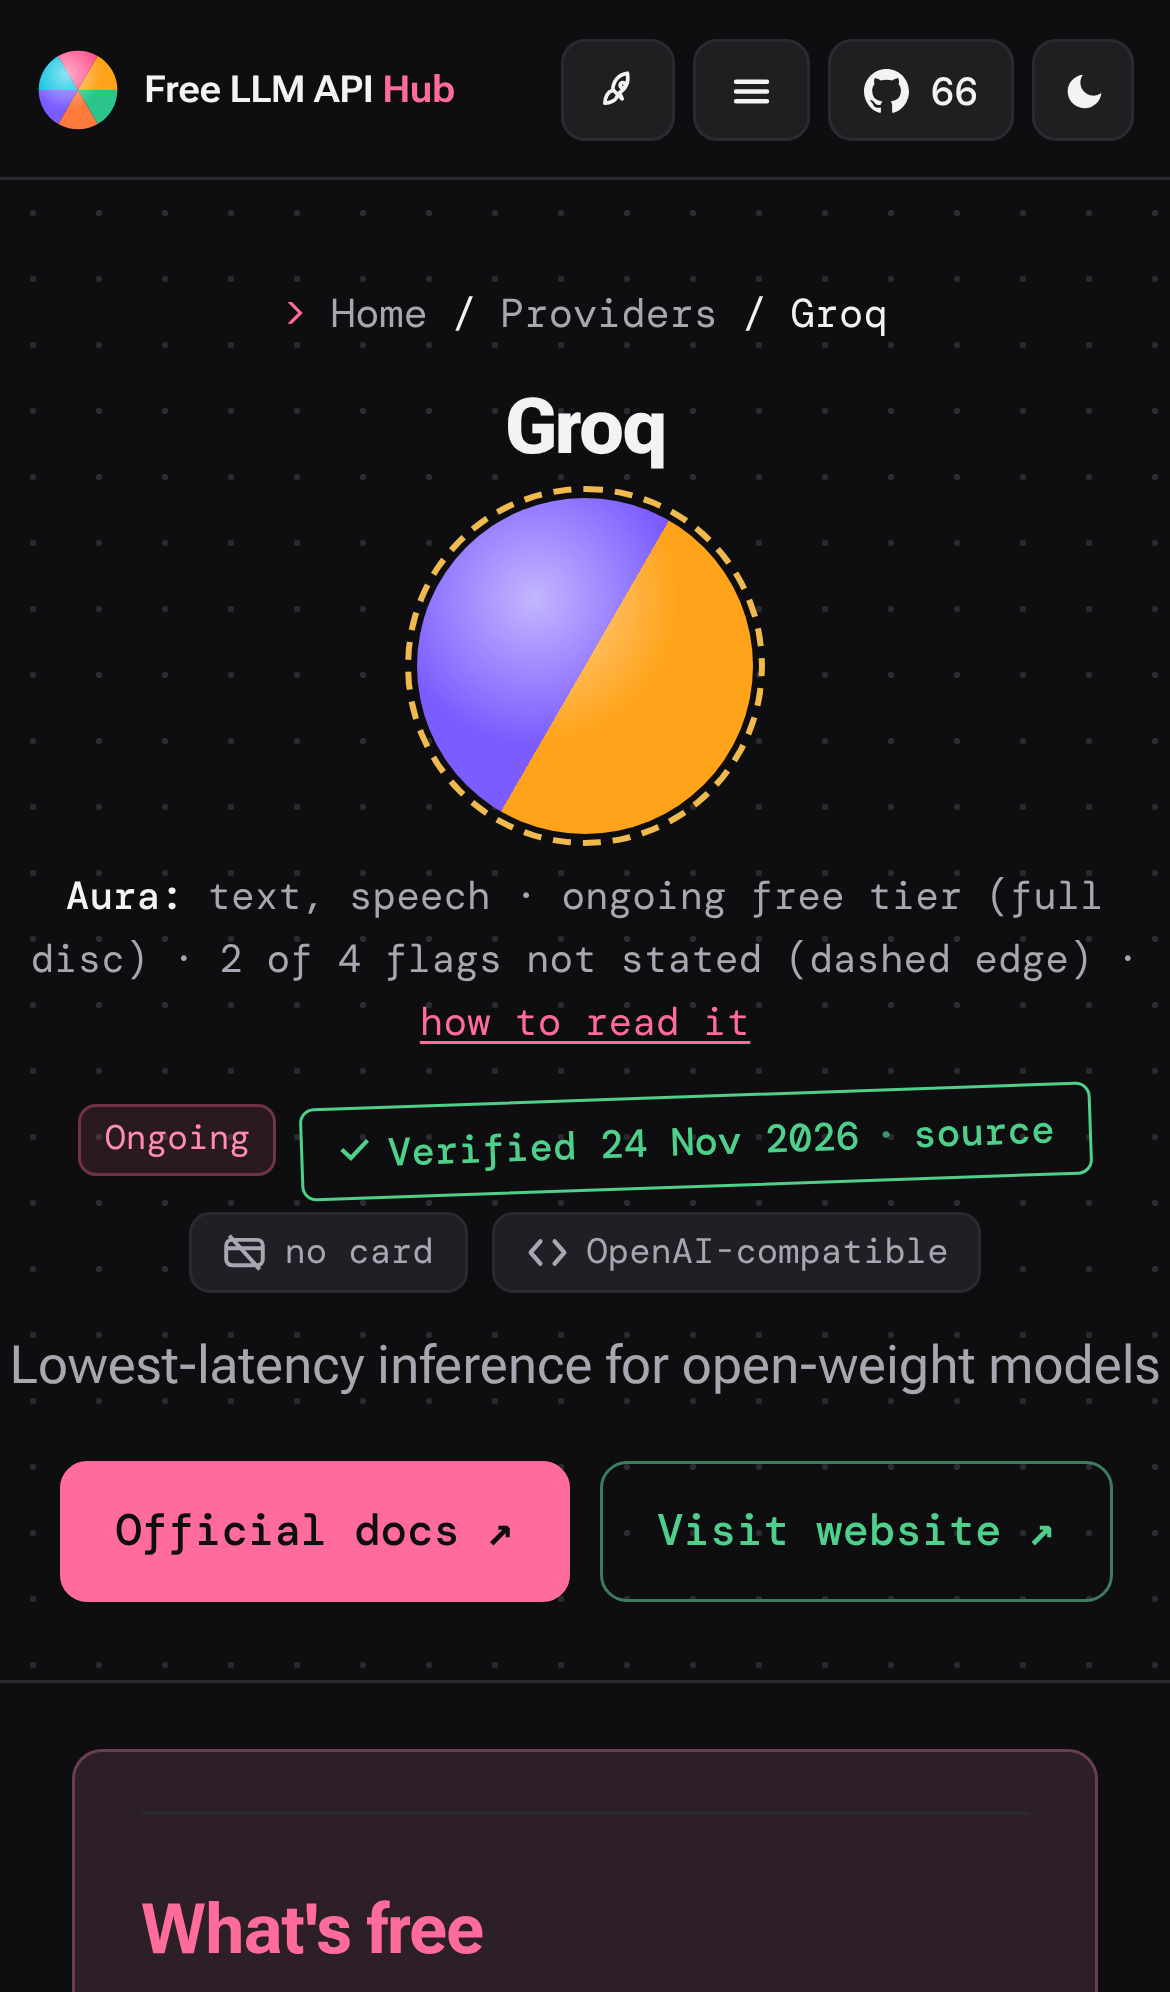 Free LLM API Hub
66
> Home / Providers / Groq
Groq
Aura: text, speech · ongoing free tier (full
disc) · 2 of 4 flags not stated (dashed edge) ·
how to read it
Ongoing
✓ Verified 24 Nov 2026 · source
no card
<> OpenAI-compatible
Lowest-latency inference for open-weight models
Official docs ↗
Visit website ↗
What's free